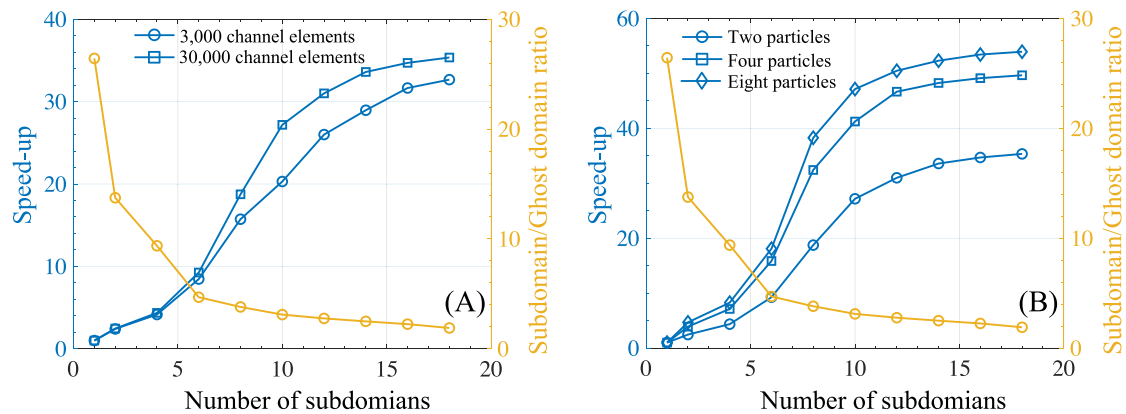 40
30
20
10
0
Speed-up
3,000 channel elements
30,000 channel elements
30
20
10
0
Subdomain/Ghost domain ratio
(A)
0
5
10
15
20
Number of subdomians
60
40
20
0
Speed-up
Two particles
Four particles
Eight particles
30
20
10
0
Subdomain/Ghost domain ratio
(B)
0
5
10
15
20
Number of subdomians